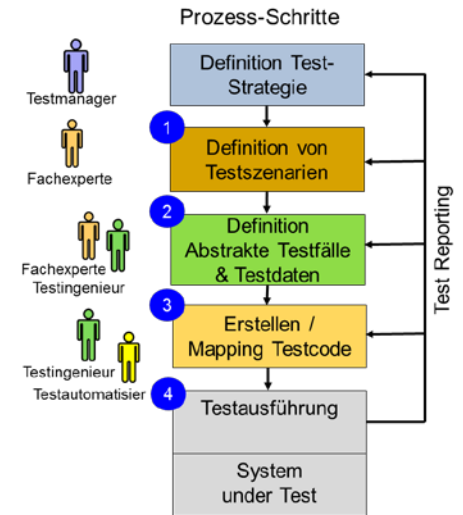 Prozess-Schritte
Testmanager
Definition Test-
Strategie
1
Fachexperte
Definition von
Testszenarien
2
Fachexperte
Testingenieur
Definition
Abstrakte Testfälle
& Testdaten
3
Testingenieur
Testautomatisier
Erstellen /
Mapping Testcode
4
Testausführung
System
under Test
Test Reporting